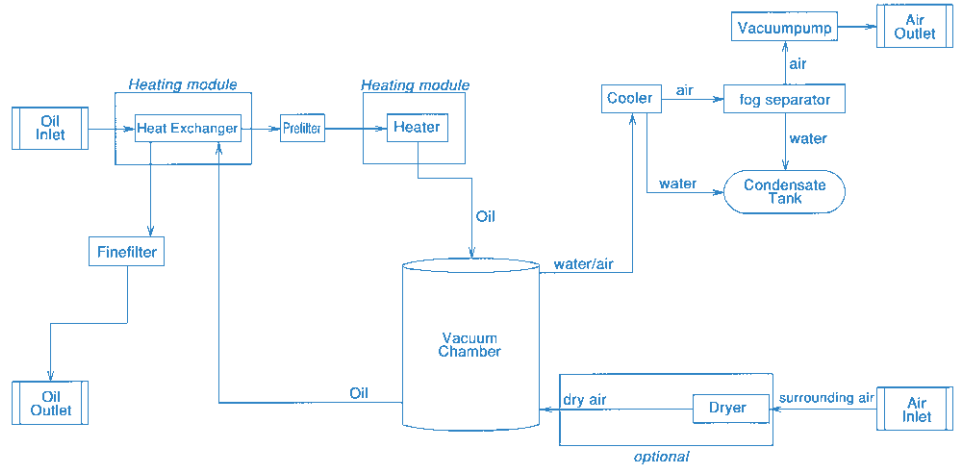 Vacuumpump
Air
Outlet
air
Heating module
Heating module
Cooler
air
fog separator
Oil
Inlet
Heat Exchanger
Prefilter
Heater
water
water
Condensate
Tank
Oil
Finefilter
water/air
Vacuum
Chamber
Oil
Outlet
Oil
dry air
Dryer
surrounding air
Air
Inlet
optional